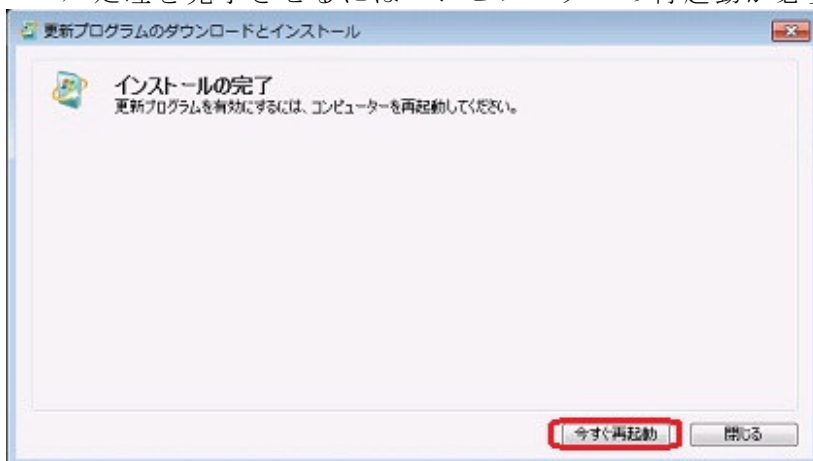 更新プログラムのダウンロードとインストール
インストールの完了
更新プログラムを有効にするには、コンピューターを再起動してください。
今すぐ再起動
閉じる